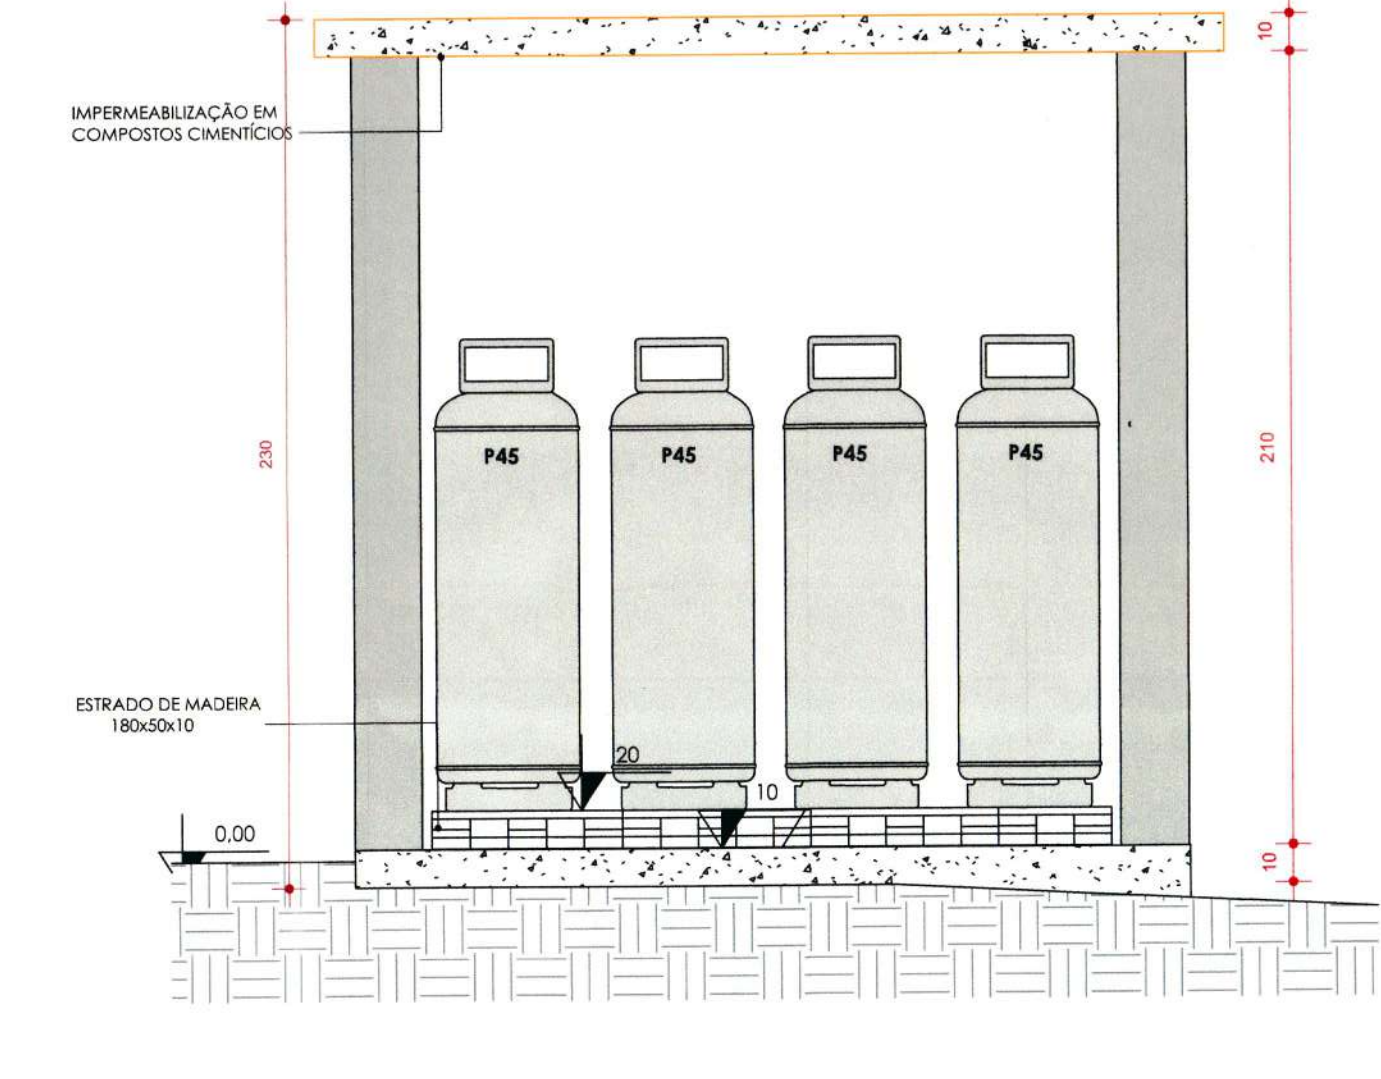 10
IMPERMEABILIZAÇÃO EM
COMPOSTOS CIMENTÍCIOS
230
P45
P45
P45
P45
210
ESTRADO DE MADEIRA
180x50x10
20
10
0,00
10